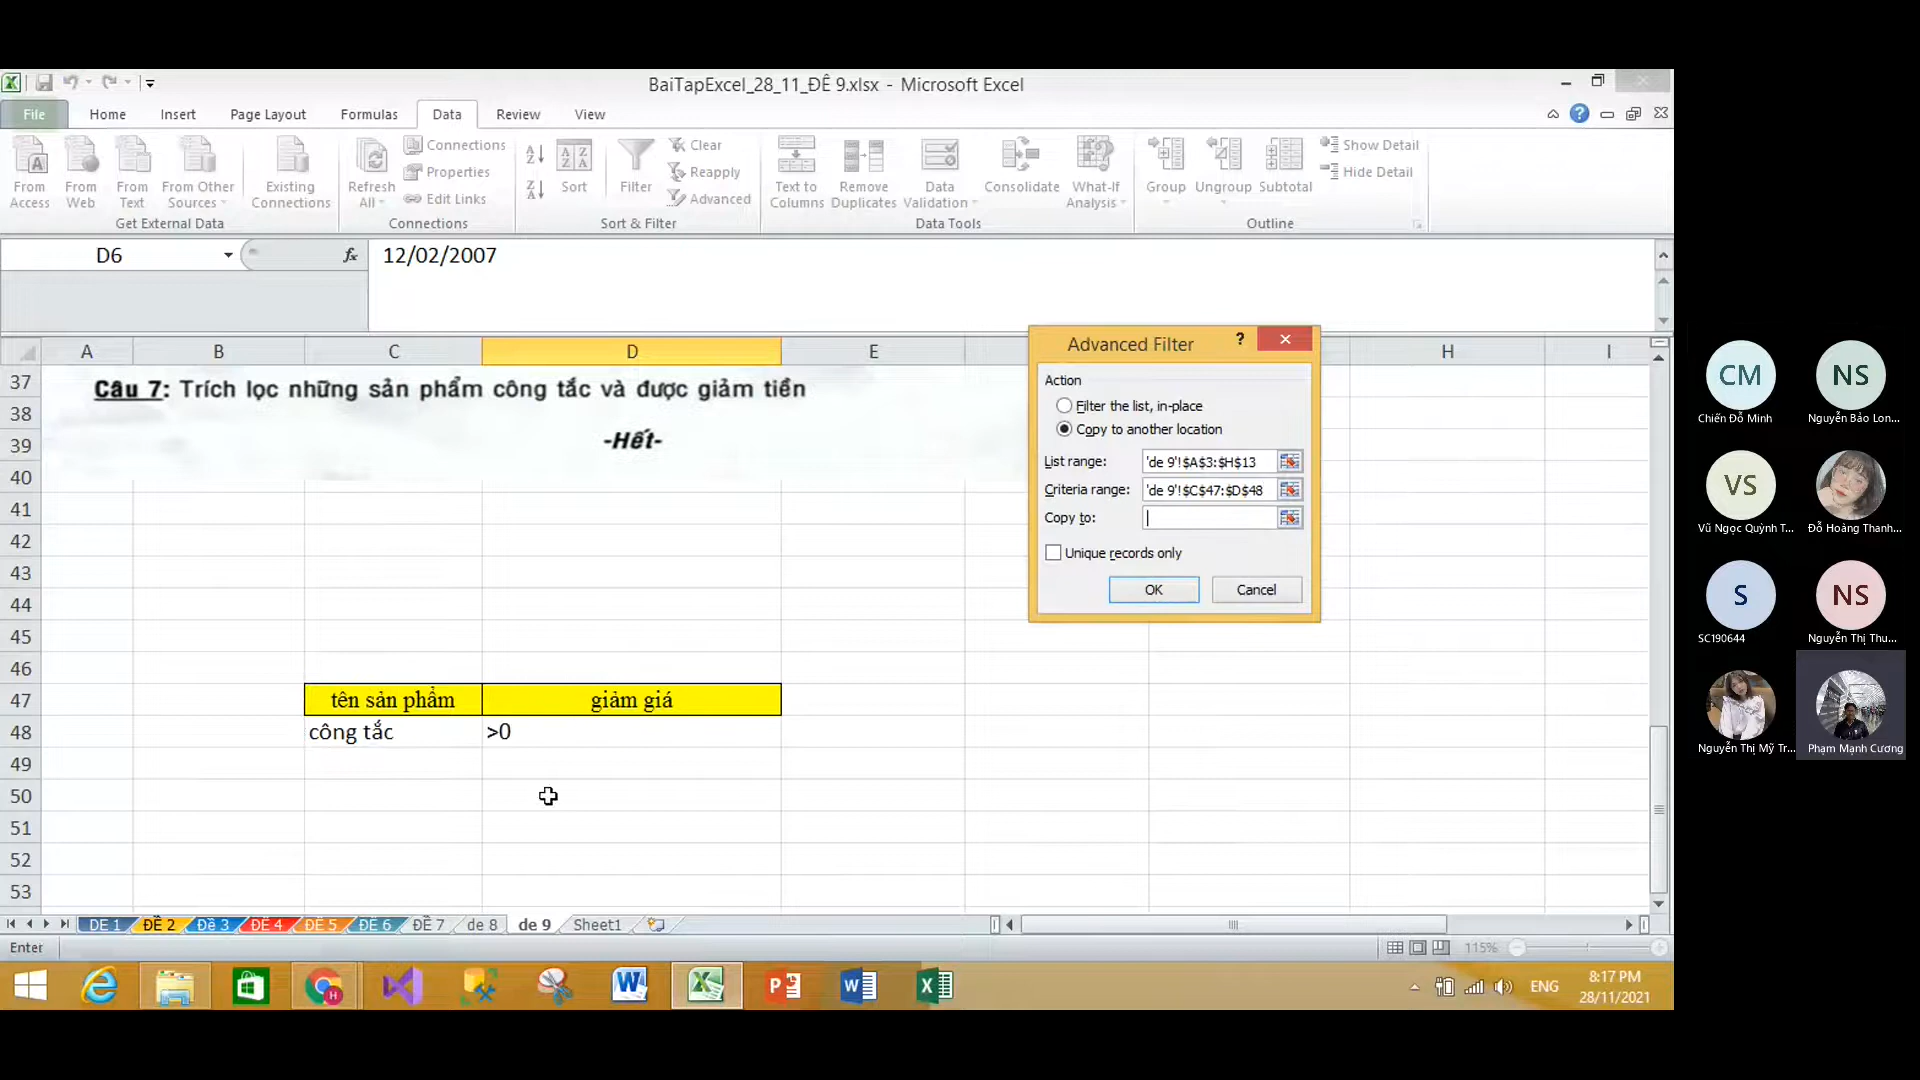 BaiTapExcel_28_11_ĐÊ 9.xlsx - Microsoft Excel
File Home Insert Page Layout Formulas Data Review View
From Access
From Web
From Text
From Other Sources
Existing Connections
Get External Data
Refresh All
Connections
Properties
Edit Links
Connections
Sort
Filter
Clear
Reapply
Advanced
Sort & Filter
Text to Columns
Remove Duplicates
Data Validation
Consolidate
What-If Analysis
Data Tools
Group
Ungroup
Subtotal
Show Detail
Hide Detail
Outline
D6 fx 12/02/2007
A B C D E H I
37 Câu 7: Trích lọc những sản phẩm công tắc và được giảm tiền
38
39 -Hết-
40
41
42
43
44
45
46
47 tên sản phẩm giảm giá
48 công tắc >0
49
50
51
52
53
Advanced Filter ?
Action
Filter the list, in-place
Copy to another location
List range: 'de 9'!$A$3:$H$13
Criteria range: 'de 9'!$C$47:$D$48
Copy to:
Unique records only
OK Cancel
DE 1 ĐỀ 2 Đề 3 ĐỀ 4 ĐỀ 5 ĐỀ 6 ĐỀ 7 de 8 de 9 Sheet1
Enter 115%
ENG 8:17 PM
28/11/2021
CM NS
Chiến Đỗ Minh Nguyễn Bảo Lon...
VS
Vũ Ngọc Quỳnh T... Đỗ Hoàng Thanh...
S NS
SC190644 Nguyễn Thị Thu...
Nguyễn Thị Mỹ Tr... Phạm Mạnh Cương